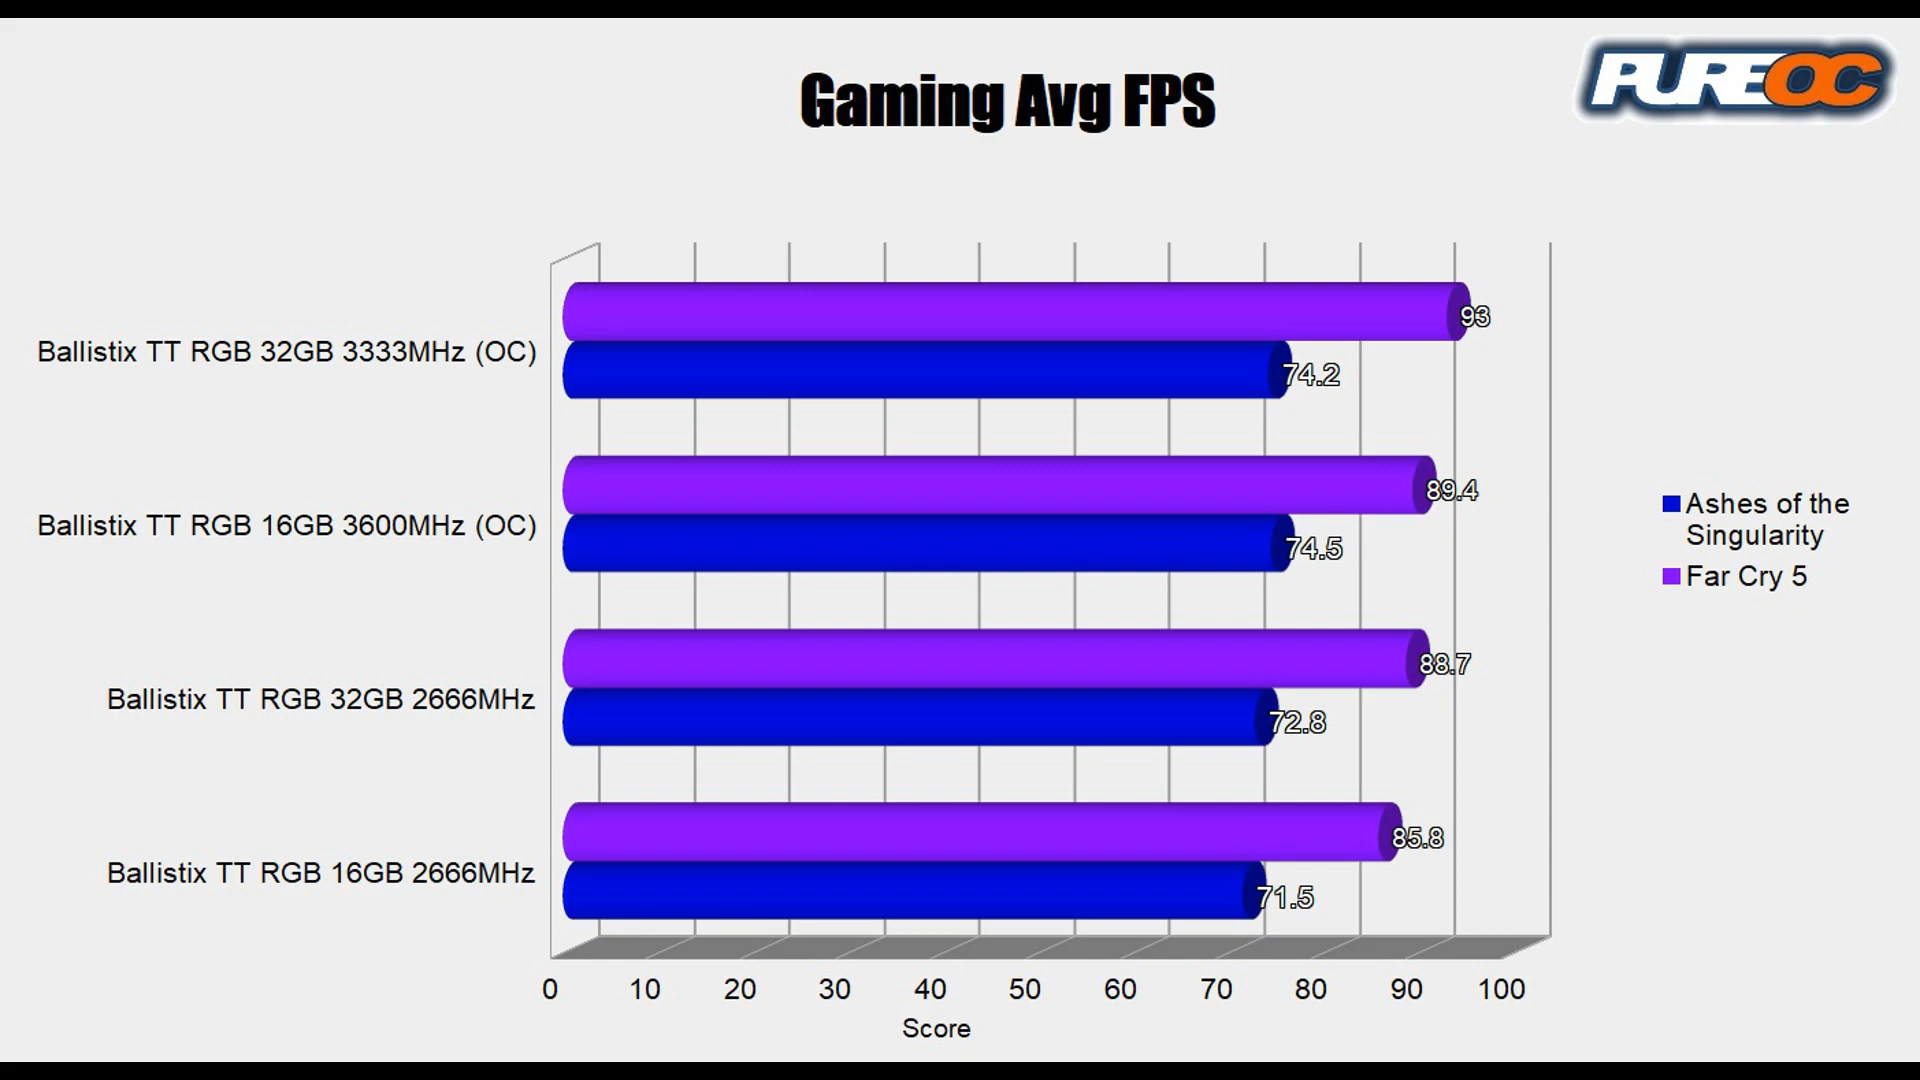 PUREOC
Gaming Avg FPS
Ballistix TT RGB 32GB 3333MHz (OC)
93
74.2
Ballistix TT RGB 16GB 3600MHz (OC)
89.4
74.5
Ballistix TT RGB 32GB 2666MHz
88.7
72.8
Ballistix TT RGB 16GB 2666MHz
85.8
71.5
Ashes of the
Singularity
Far Cry 5
0 10 20 30 40 50 60 70 80 90 100
Score